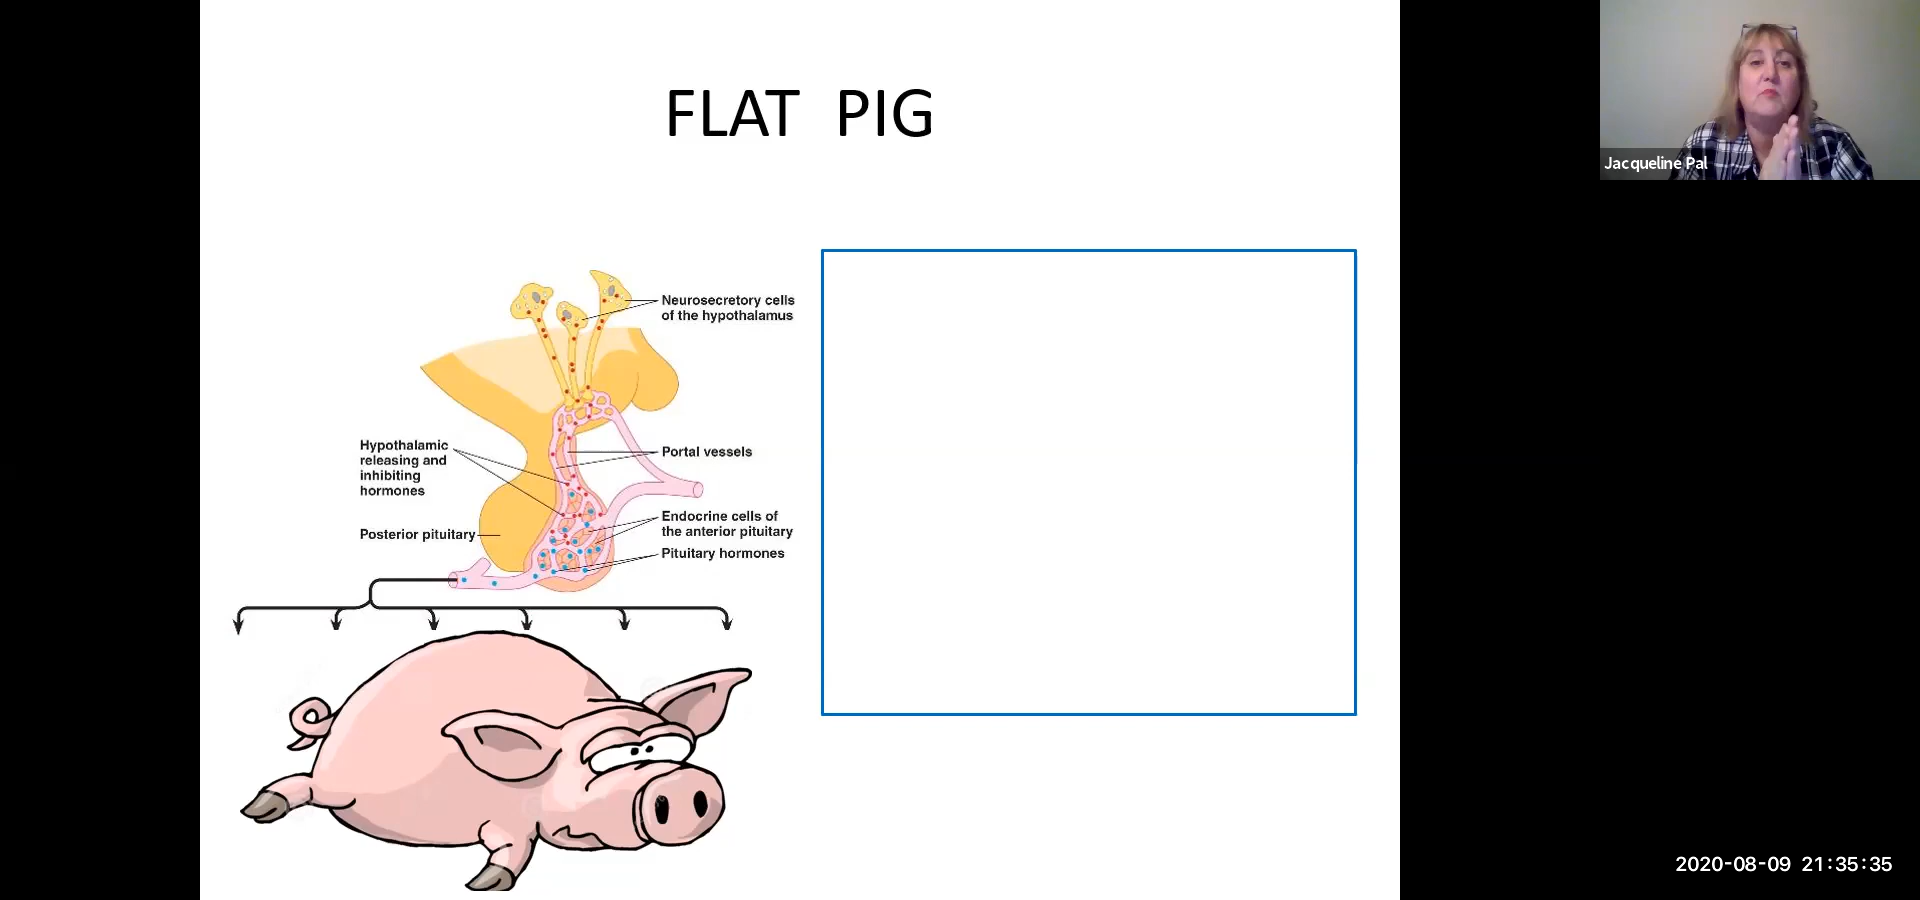 FLAT PIG
Jacqueline Pal
Neurosecretory cells
of the hypothalamus
Hypothalamic
releasing and
inhibiting
hormones
Portal vessels
Posterior pituitary
Endocrine cells of
the anterior pituitary
Pituitary hormones
2020-08-09 21:35:35